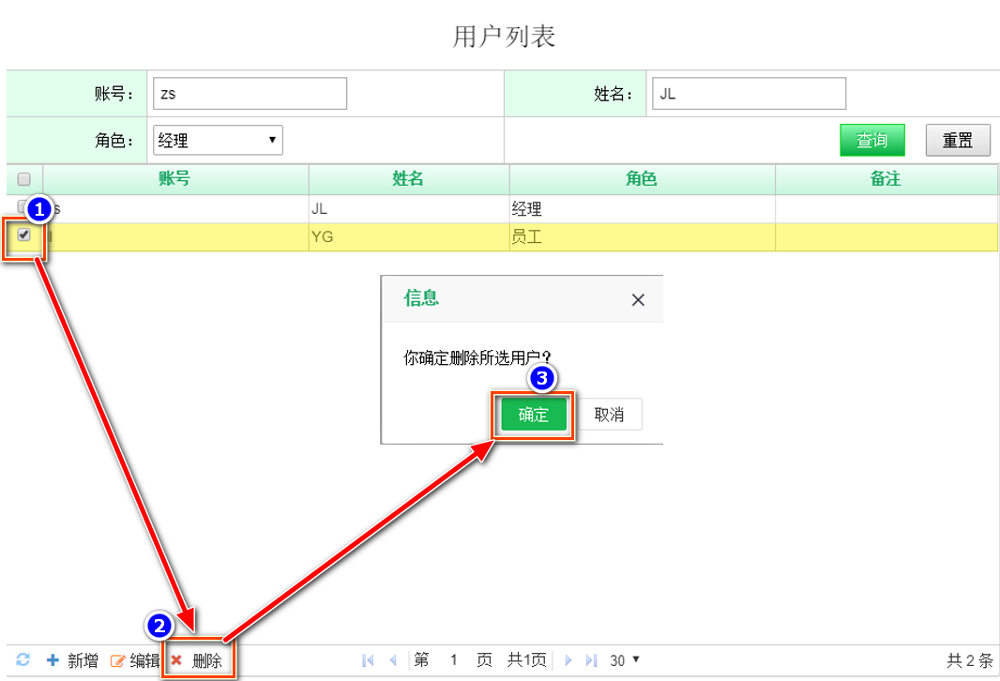 用户列表
账号： zs 姓名： JL
角色： 经理 查询 重置
账号 姓名 角色 备注
1
s JL 经理
YG 员工
信息
你确定删除所选用户？
3
确定 取消
2
新增 编辑 删除 第 1 页 共1页 30 共 2 条